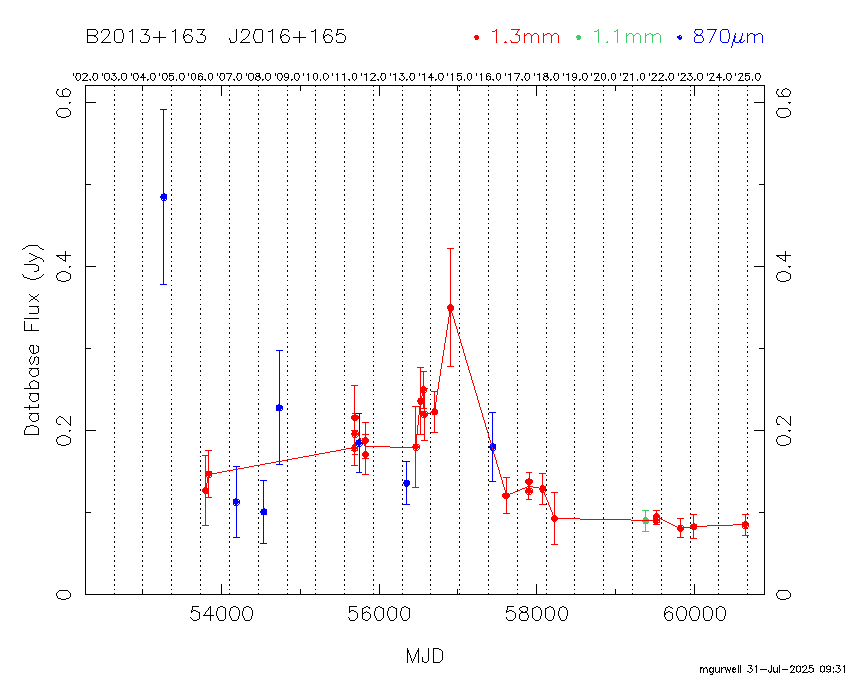 B2013+163 J2016+165 1.3mm 1.1mm 870μm
'02.0 '03.0 '04.0 '05.0 '06.0 '07.0 '08.0 '09.0 '10.0 '11.0 '12.0 '13.0 '14.0 '15.0 '16.0 '17.0 '18.0 '19.0 '20.0 '21.0 '22.0 '23.0 '24.0 '25.0
0.6 0.6
0.4 0.4
Database Flux (Jy)
0.2 0.2
0 0
54000 56000 58000 60000
MJD
mgurwell 31-Jul-2025 09:31